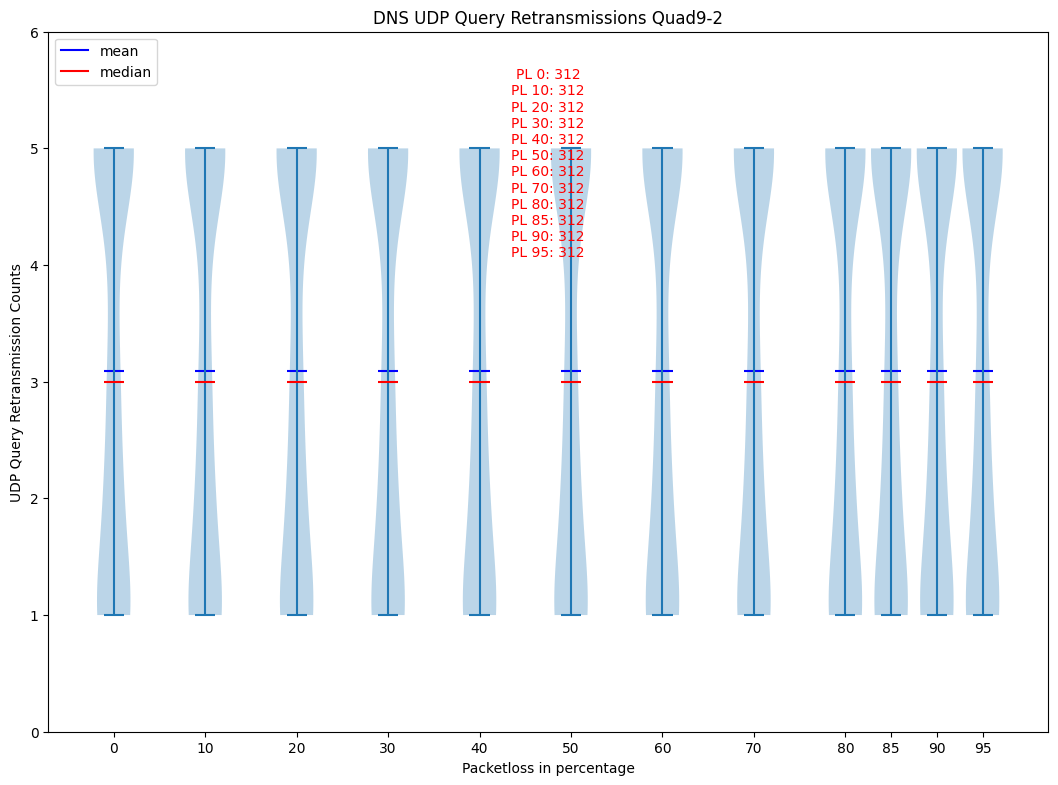 DNS UDP Query Retransmissions Quad9-2
6
mean
median
PL 0: 312
PL 10: 312
PL 20: 312
PL 30: 312
PL 40: 312
5
PL 50: 312
PL 60: 312
PL 70: 312
PL 80: 312
PL 85: 312
PL 90: 312
PL 95: 312
4
UDP Query Retransmission Counts
3
2
1
0
0 10 20 30 40 50 60 70 80 85 90 95
Packetloss in percentage